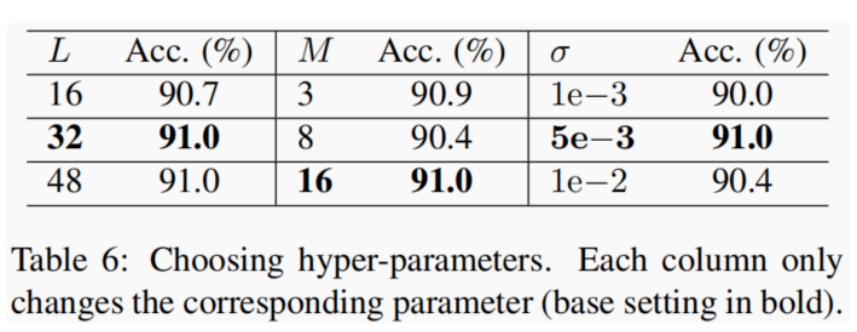 L Acc. (%) M Acc. (%) σ Acc. (%)
16 90.7 3 90.9 1e−3 90.0
32 91.0 8 90.4 5e−3 91.0
48 91.0 16 91.0 1e−2 90.4
Table 6: Choosing hyper-parameters. Each column only
changes the corresponding parameter (base setting in bold).